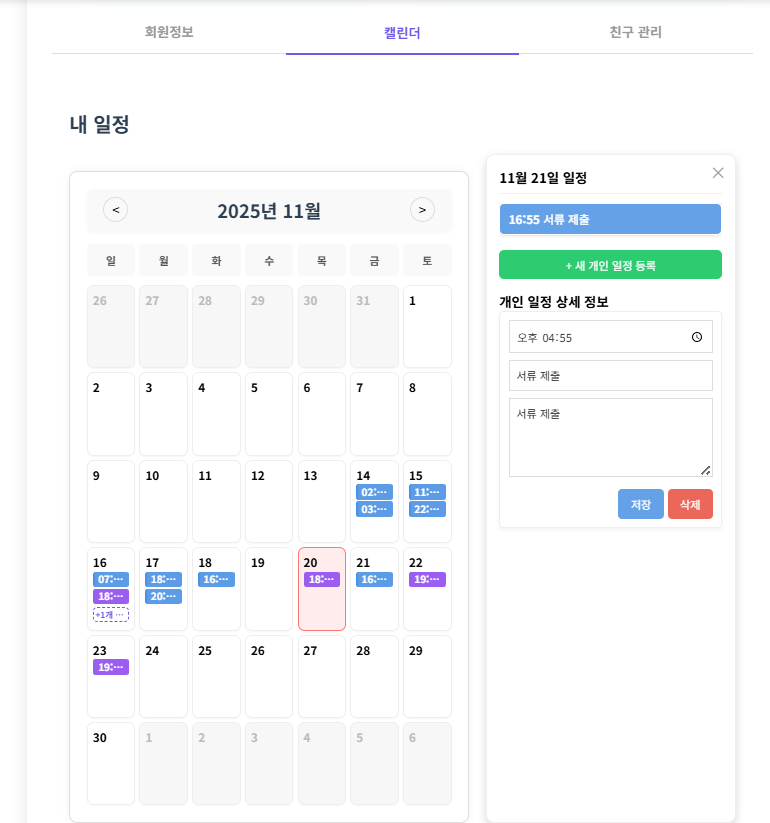 회원정보 캘린더 친구 관리
내 일정
< 2025년 11월 >
일 월 화 수 목 금 토
26 27 28 29 30 31 1
2 3 4 5 6 7 8
9 10 11 12 13 14 15
02:··· 11:···
03:··· 22:···
16 17 18 19 20 21 22
07:··· 18:··· 16:··· 18:··· 16:··· 19:···
18:··· 20:···
+1개 ···
23 24 25 26 27 28 29
19:···
30 1 2 3 4 5 6
11월 21일 일정
16:55 서류 제출
+ 새 개인 일정 등록
개인 일정 상세 정보
오후 04:55
서류 제출
서류 제출
저장 삭제